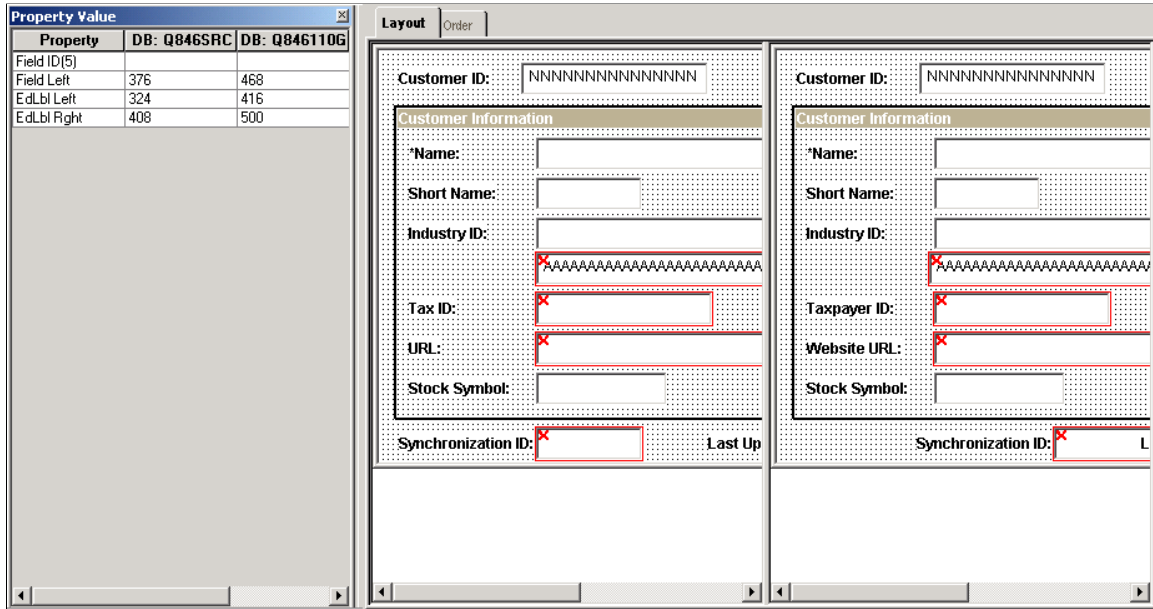 Property Value
Property DB: Q846SRC DB: Q846110G
Field ID(5)
Field Left 376 468
EdLbl Left 324 416
EdLbl Rght 408 500
Layout Order
Customer ID: NNNNNNNNNNNNNNN
Customer Information
*Name:
Short Name:
Industry ID:
AAAAAAAAAAAAAAAAAAAAAAA
Tax ID:
URL:
Stock Symbol:
Synchronization ID: Last Up
Customer ID: NNNNNNNNNNNNNNN
Customer Information
*Name:
Short Name:
Industry ID:
AAAAAAAAAAAAAAAAAAAAAAA
Taxpayer ID:
Website URL:
Stock Symbol:
Synchronization ID: L